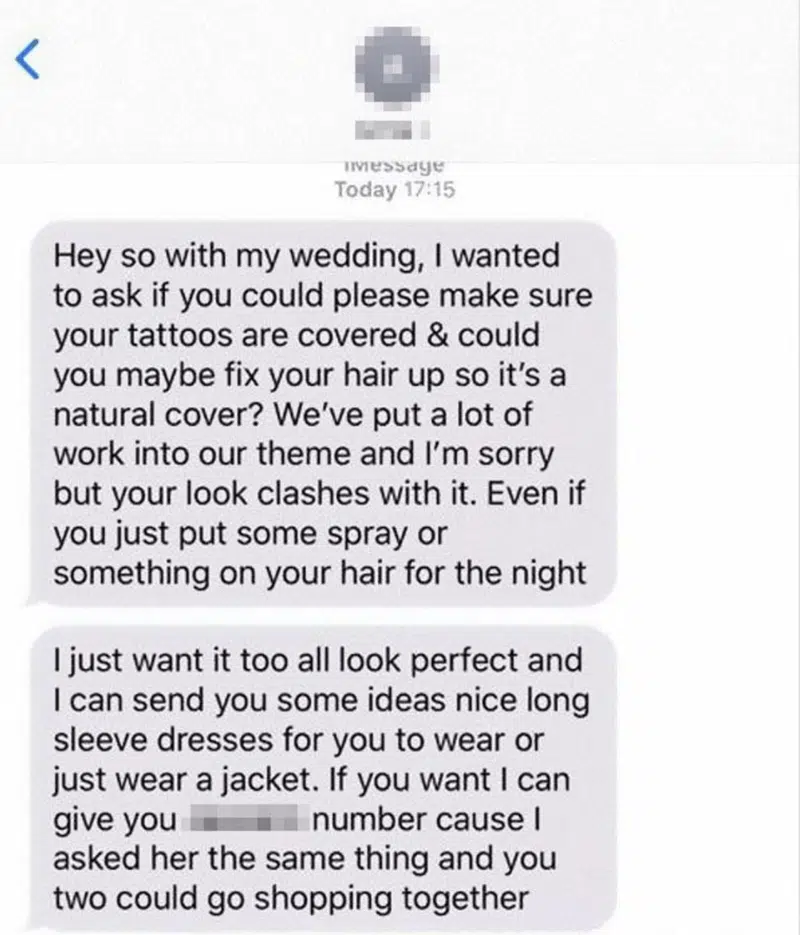 iMessage
Today 17:15
Hey so with my wedding, I wanted
to ask if you could please make sure
your tattoos are covered & could
you maybe fix your hair up so it's a
natural cover? We've put a lot of
work into our theme and I'm sorry
but your look clashes with it. Even if
you just put some spray or
something on your hair for the night
I just want it too all look perfect and
I can send you some ideas nice long
sleeve dresses for you to wear or
just wear a jacket. If you want I can
give you number cause I
asked her the same thing and you
two could go shopping together